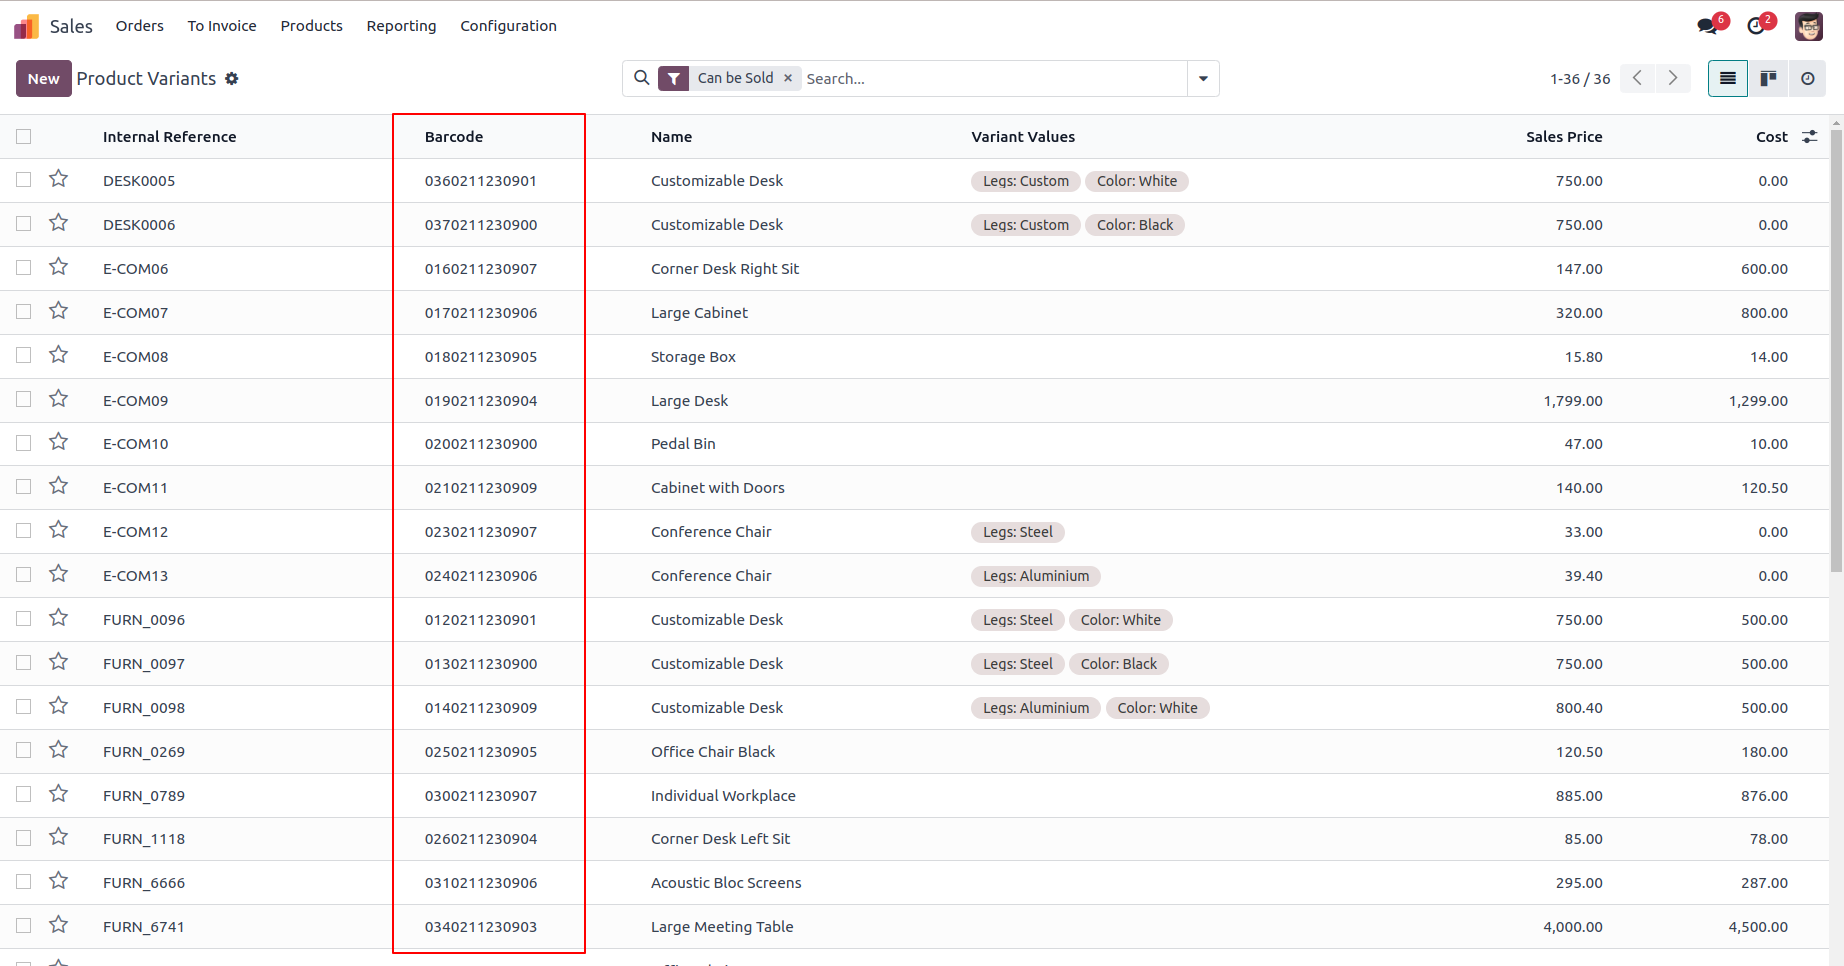 Sales Orders To Invoice Products Reporting Configuration 6 2
New Product Variants Can be Sold × Search... 1-36 / 36
Internal Reference Barcode Name Variant Values Sales Price Cost
DESK0005 0360211230901 Customizable Desk Legs: Custom Color: White 750.00 0.00
DESK0006 0370211230900 Customizable Desk Legs: Custom Color: Black 750.00 0.00
E-COM06 0160211230907 Corner Desk Right Sit 147.00 600.00
E-COM07 0170211230906 Large Cabinet 320.00 800.00
E-COM08 0180211230905 Storage Box 15.80 14.00
E-COM09 0190211230904 Large Desk 1,799.00 1,299.00
E-COM10 0200211230900 Pedal Bin 47.00 10.00
E-COM11 0210211230909 Cabinet with Doors 140.00 120.50
E-COM12 0230211230907 Conference Chair Legs: Steel 33.00 0.00
E-COM13 0240211230906 Conference Chair Legs: Aluminium 39.40 0.00
FURN_0096 0120211230901 Customizable Desk Legs: Steel Color: White 750.00 500.00
FURN_0097 0130211230900 Customizable Desk Legs: Steel Color: Black 750.00 500.00
FURN_0098 0140211230909 Customizable Desk Legs: Aluminium Color: White 800.40 500.00
FURN_0269 0250211230905 Office Chair Black 120.50 180.00
FURN_0789 0300211230907 Individual Workplace 885.00 876.00
FURN_1118 0260211230904 Corner Desk Left Sit 85.00 78.00
FURN_6666 0310211230906 Acoustic Bloc Screens 295.00 287.00
FURN_6741 0340211230903 Large Meeting Table 4,000.00 4,500.00